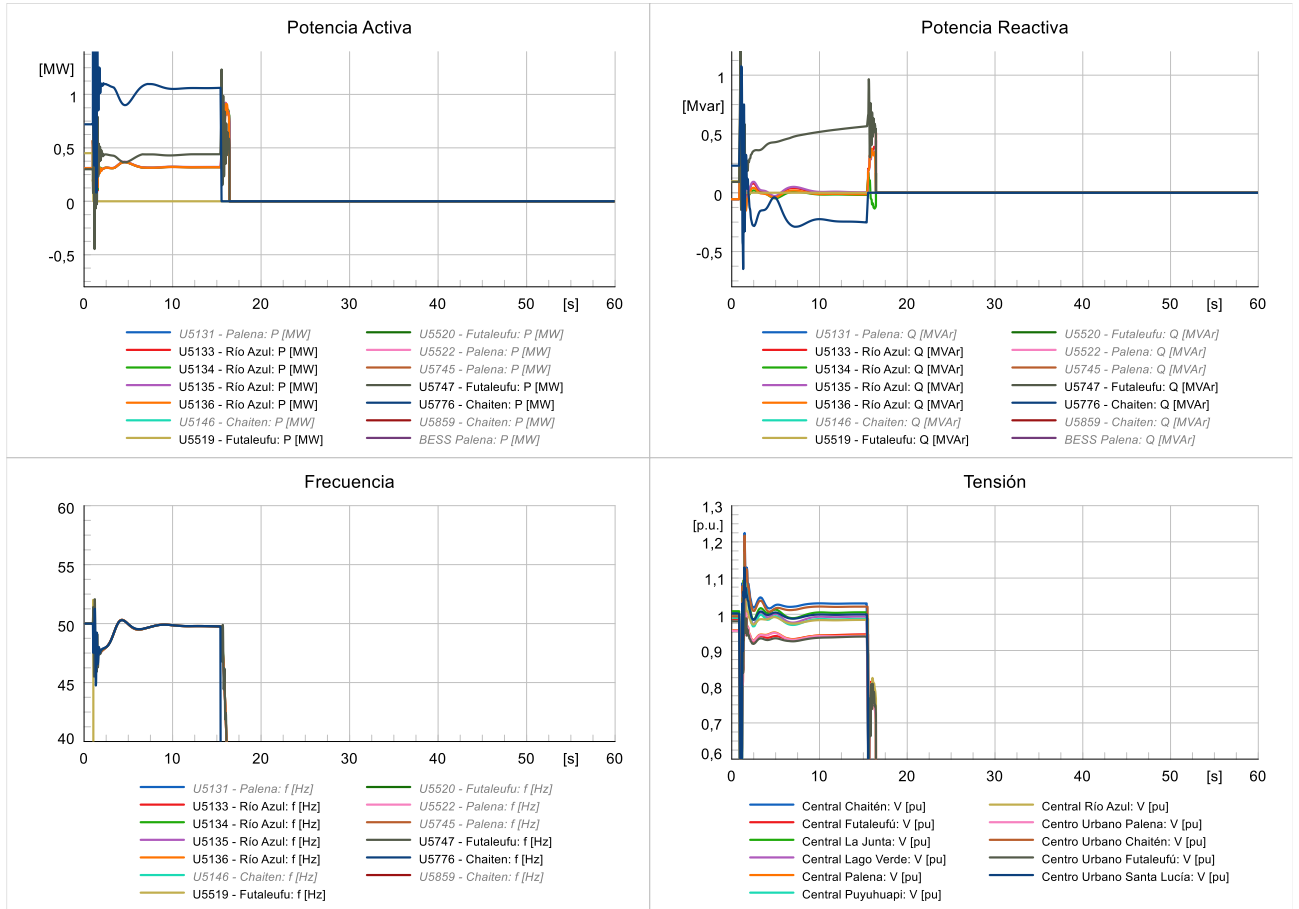 Potencia Activa
[MW]
1
0,5
0
-0,5
0
10
20
30
40
50
[s]
60
U5131 - Palena: P [MW]
U5133 - Río Azul: P [MW]
U5134 - Río Azul: P [MW]
U5135 - Río Azul: P [MW]
U5136 - Río Azul: P [MW]
U5146 - Chaiten: P [MW]
U5519 - Futaleufu: P [MW]
U5520 - Futaleufu: P [MW]
U5522 - Palena: P [MW]
U5745 - Palena: P [MW]
U5747 - Futaleufu: P [MW]
U5776 - Chaiten: P [MW]
U5859 - Chaiten: P [MW]
BESS Palena: P [MW]
Potencia Reactiva
1
[Mvar]
0,5
0
-0,5
0
10
20
30
40
50
[s]
60
U5131 - Palena: Q [MVAr]
U5133 - Río Azul: Q [MVAr]
U5134 - Río Azul: Q [MVAr]
U5135 - Río Azul: Q [MVAr]
U5136 - Río Azul: Q [MVAr]
U5146 - Chaiten: Q [MVAr]
U5519 - Futaleufu: Q [MVAr]
U5520 - Futaleufu: Q [MVAr]
U5522 - Palena: Q [MVAr]
U5745 - Palena: Q [MVAr]
U5747 - Futaleufu: Q [MVAr]
U5776 - Chaiten: Q [MVAr]
U5859 - Chaiten: Q [MVAr]
BESS Palena: Q [MVAr]
Frecuencia
60
55
50
45
40
0
10
20
30
40
50
[s]
60
U5131 - Palena: f [Hz]
U5133 - Río Azul: f [Hz]
U5134 - Río Azul: f [Hz]
U5135 - Río Azul: f [Hz]
U5136 - Río Azul: f [Hz]
U5146 - Chaiten: f [Hz]
U5519 - Futaleufu: f [Hz]
U5520 - Futaleufu: f [Hz]
U5522 - Palena: f [Hz]
U5745 - Palena: f [Hz]
U5747 - Futaleufu: f [Hz]
U5776 - Chaiten: f [Hz]
U5859 - Chaiten: f [Hz]
Tensión
1,3
[p.u.]
1,2
1,1
1
0,9
0,8
0,7
0,6
0
10
20
30
40
50
[s]
60
Central Chaitén: V [pu]
Central Futaleufú: V [pu]
Central La Junta: V [pu]
Central Lago Verde: V [pu]
Central Palena: V [pu]
Central Puyuhuapi: V [pu]
Central Río Azul: V [pu]
Centro Urbano Palena: V [pu]
Centro Urbano Chaitén: V [pu]
Centro Urbano Futaleufú: V [pu]
Centro Urbano Santa Lucía: V [pu]